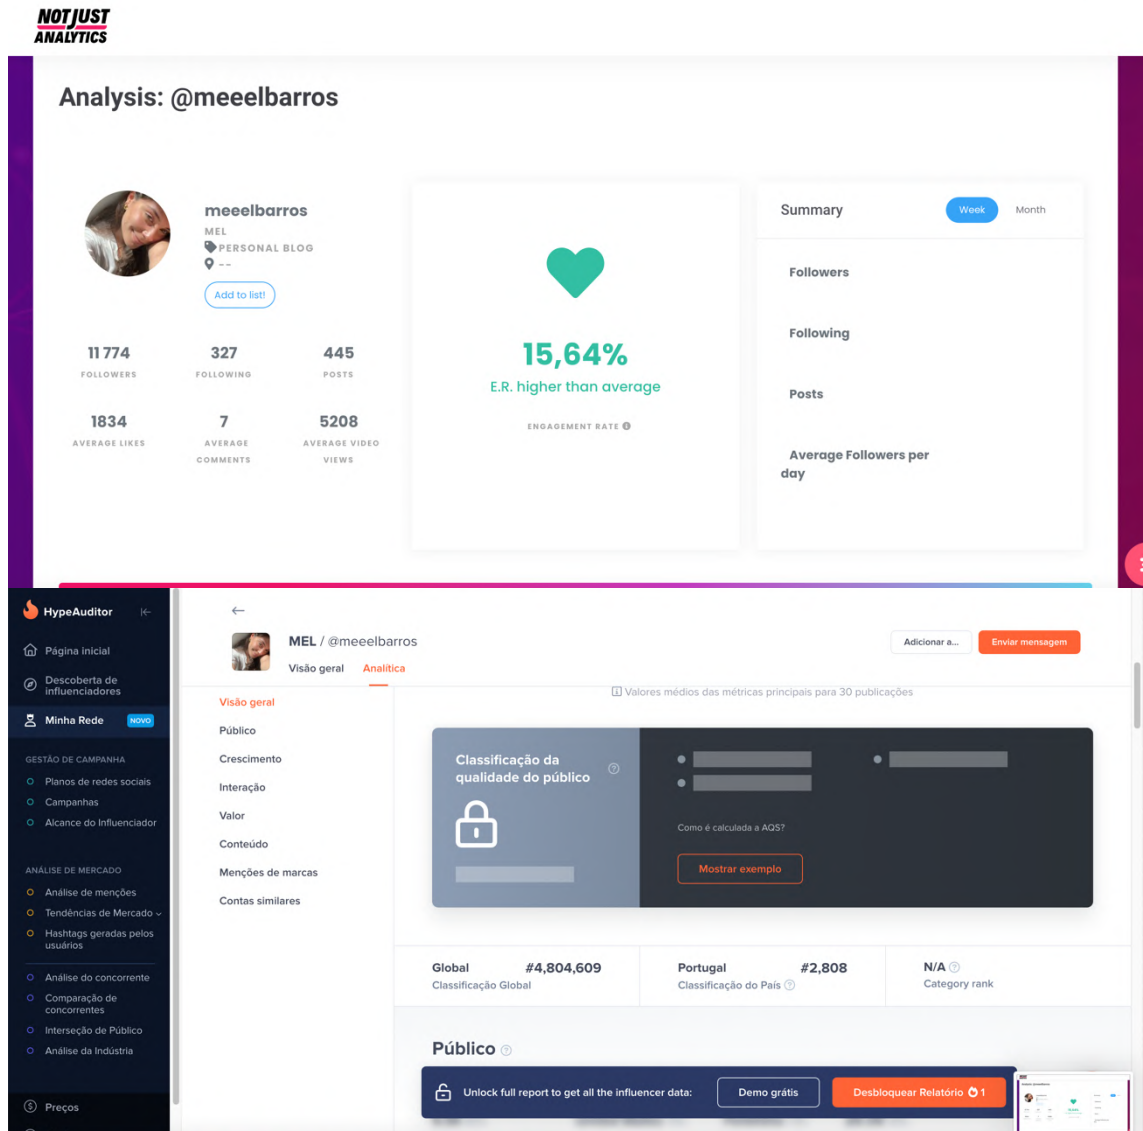 NOT JUST
ANALYTICS
Analysis: @meeelbarros
meeelbarros
MEL
PERSONAL BLOG
--
Add to list!
11 774
FOLLOWERS
327
FOLLOWING
445
POSTS
1834
AVERAGE LIKES
7
AVERAGE
COMMENTS
5208
AVERAGE VIDEO
VIEWS
15,64%
E.R. higher than average
ENGAGEMENT RATE
Summary
Week
Month
Followers
Following
Posts
Average Followers per
day
HypeAuditor
Página inicial
Descoberta de
influenciadores
Minha Rede NOVO
GESTÃO DE CAMPANHA
Planos de redes sociais
Campanhas
Alcance do Influenciador
ANÁLISE DE MERCADO
Análise de menções
Tendências de Mercado
Hashtags geradas pelos
usuários
Análise do concorrente
Comparação de
concorrentes
Interseção de Público
Análise da Indústria
Preços
MEL / @meeelbarros
Visão geral Analítica
Adicionar a...
Enviar mensagem
Visão geral
Público
Crescimento
Interação
Valor
Conteúdo
Menções de marcas
Contas similares
Valores médios das métricas principais para 30 publicações
Classificação da
qualidade do público
Como é calculada a AQS?
Mostrar exemplo
Global #4,804,609
Classificação Global
Portugal #2,808
Classificação do País
N/A
Category rank
Público
Unlock full report to get all the influencer data:
Demo grátis
Desbloquear Relatório 1